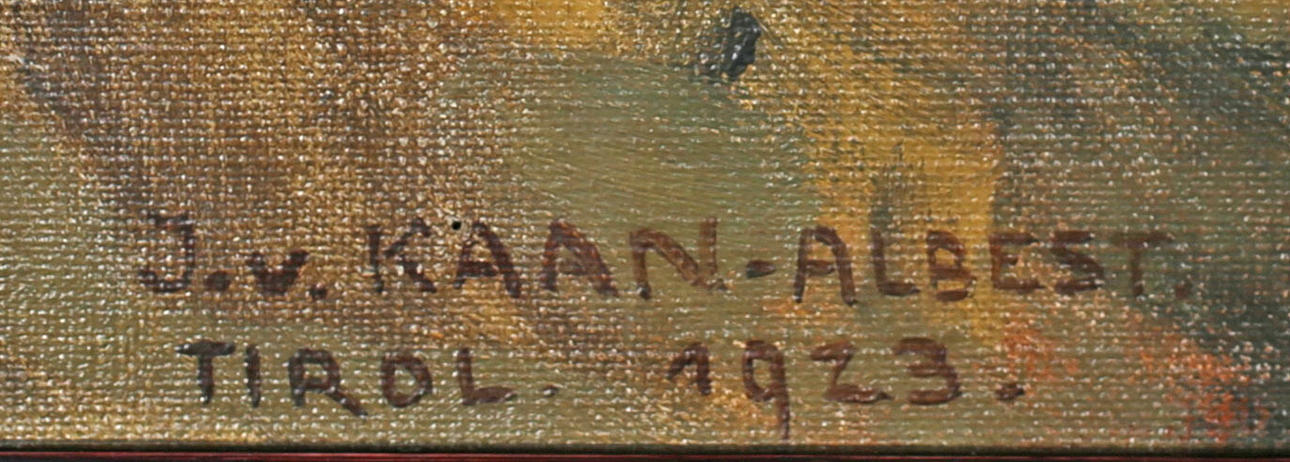 J.v. KAAN-ALBEST.
TIROL. 1923.